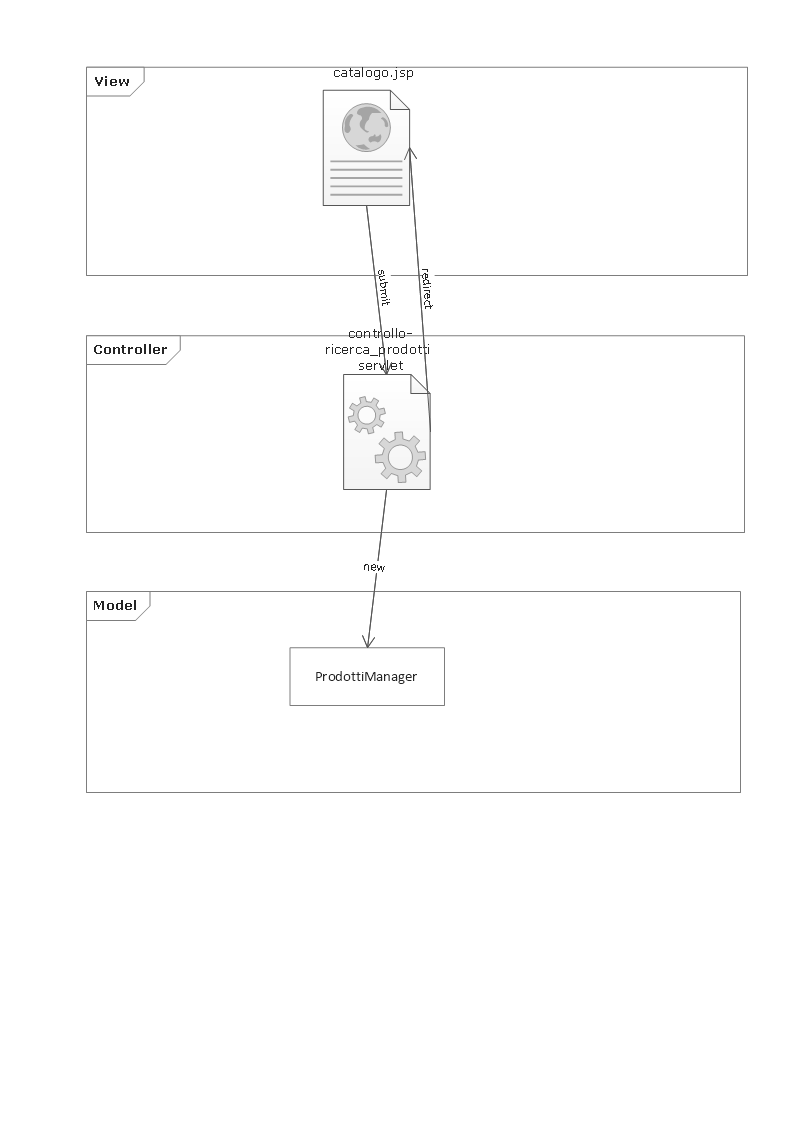 catalogo.jsp
View
submit
redirect
controllo-
ricerca_prodotti
servlet
Controller
new
Model
ProdottiManager